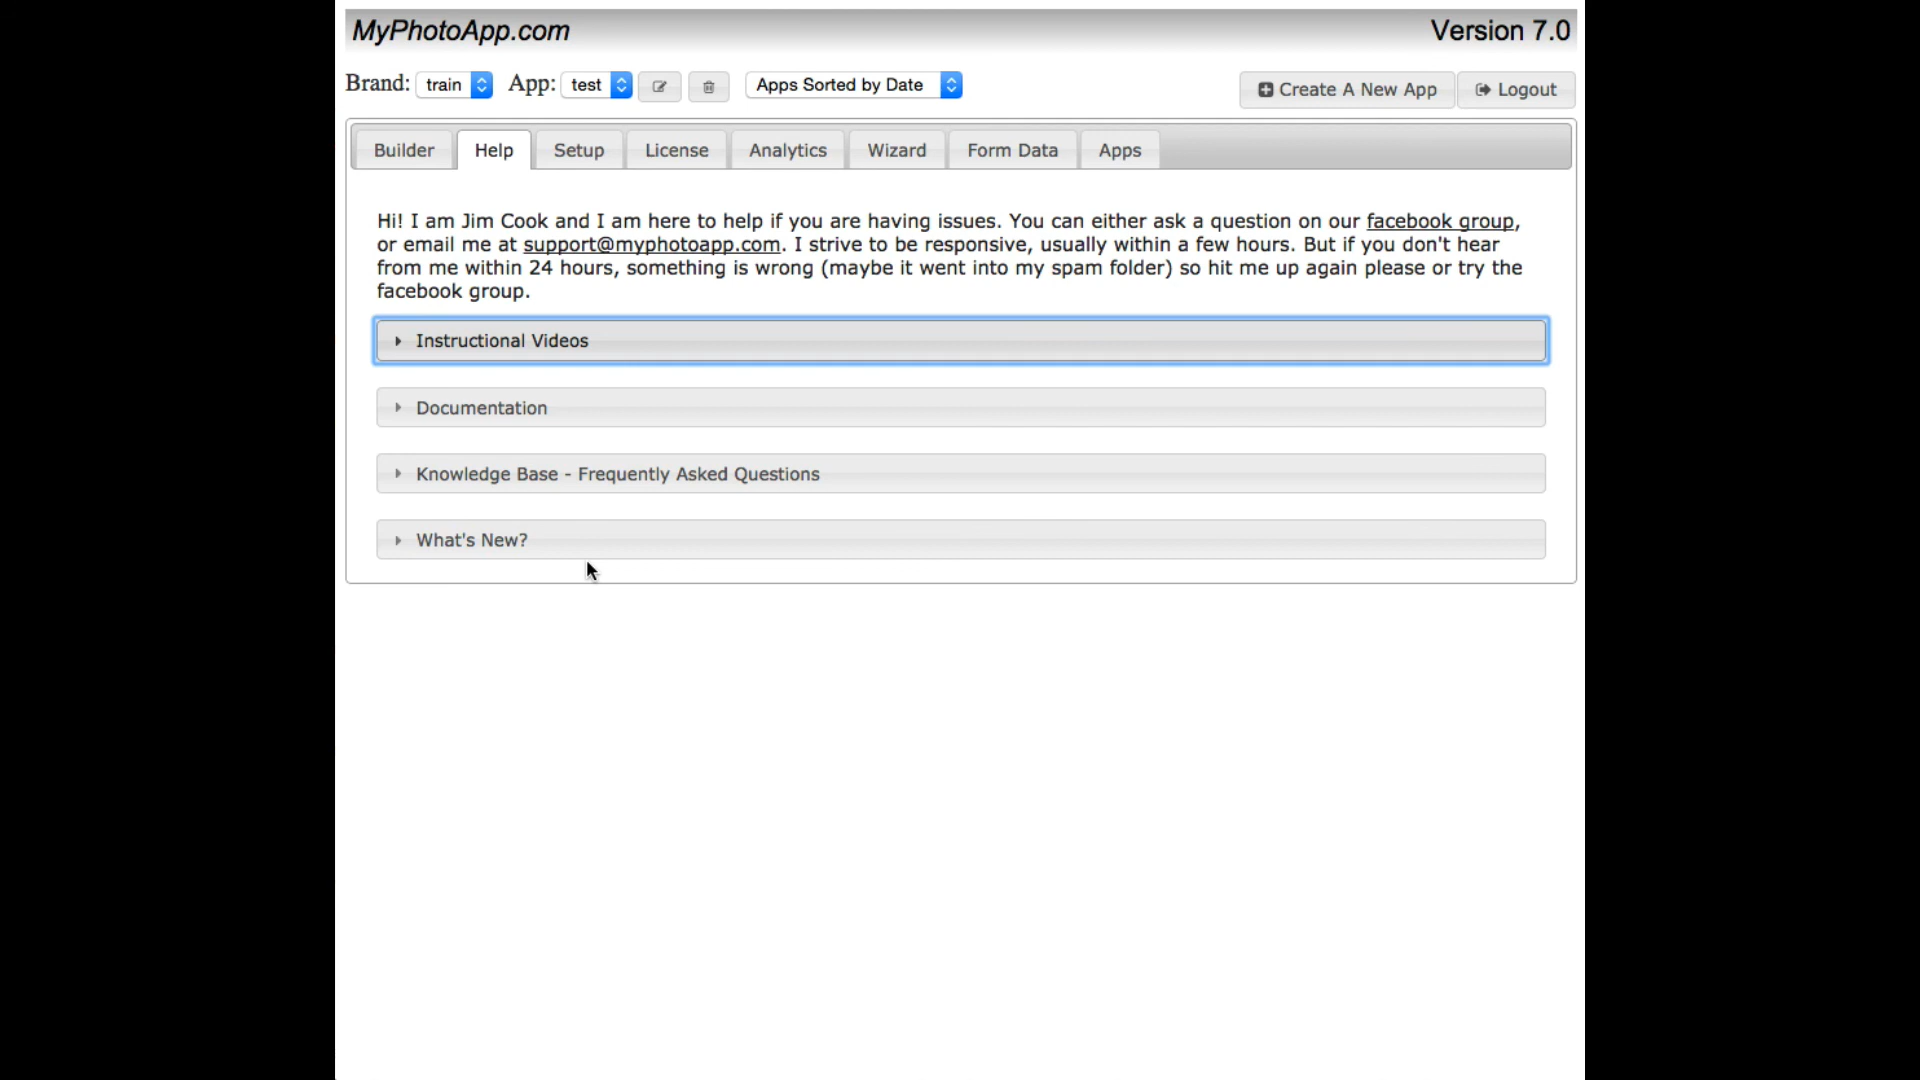 MyPhotoApp.com Version 7.0
Brand: train App: test Apps Sorted by Date Create A New App Logout
Builder Help Setup License Analytics Wizard Form Data Apps
Hi! I am Jim Cook and I am here to help if you are having issues. You can either ask a question on our facebook group,
or email me at support@myphotoapp.com. I strive to be responsive, usually within a few hours. But if you don't hear
from me within 24 hours, something is wrong (maybe it went into my spam folder) so hit me up again please or try the
facebook group.
Instructional Videos
Documentation
Knowledge Base - Frequently Asked Questions
What's New?